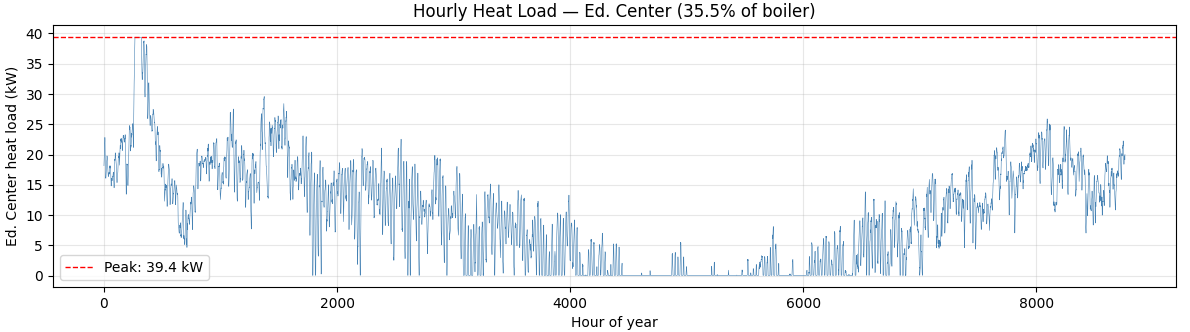 Hourly Heat Load — Ed. Center (35.5% of boiler)
Ed. Center heat load (kW)
40
35
30
25
20
15
10
5
0
Peak: 39.4 kW
0 2000 4000 6000 8000
Hour of year